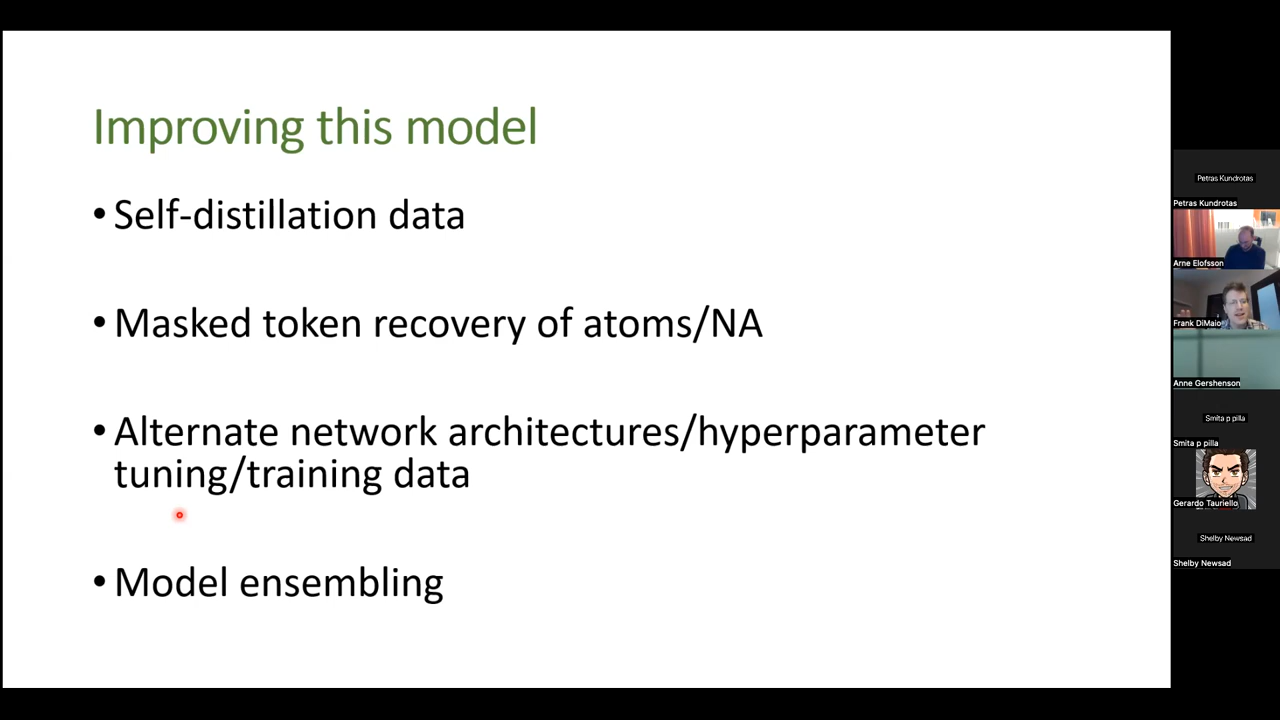 Improving this model
• Self-distillation data
• Masked token recovery of atoms/NA
• Alternate network architectures/hyperparameter
tuning/training data
• Model ensembling
Petras Kundrotas
Petras Kundrotas
Arne Elofsson
Frank DiMaio
Anne Gershenson
Smita p pilla
Smita p pilla
Gerardo Tauriello
Shelby Newsad
Shelby Newsad